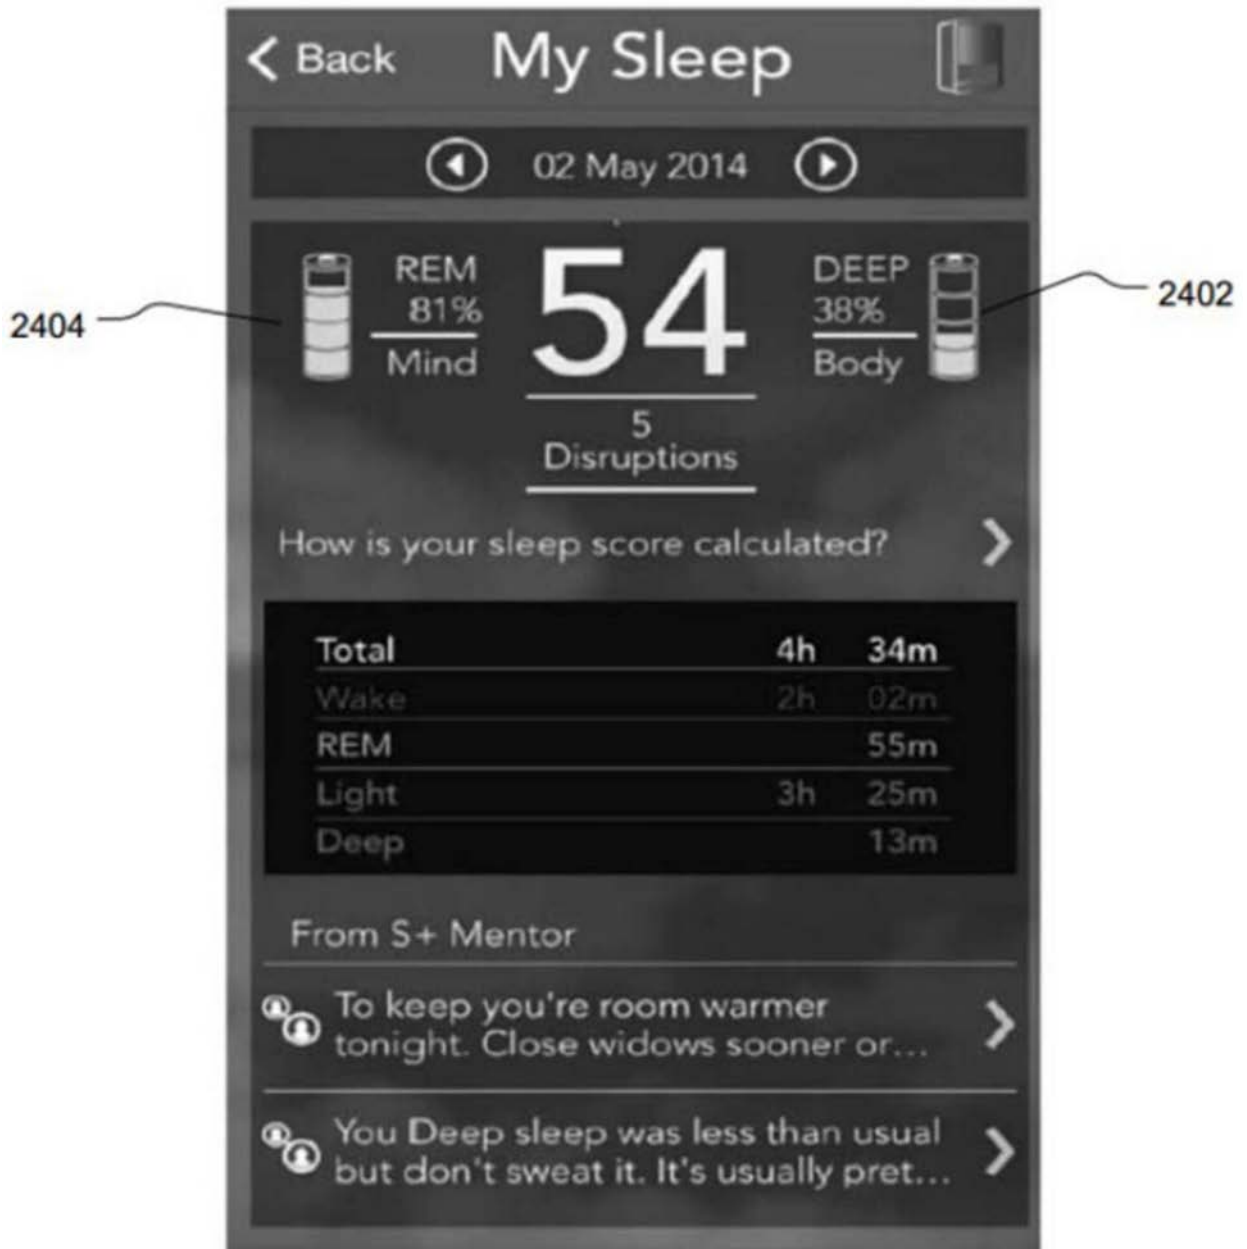 Back My Sleep
02 May 2014
REM 54 DEEP
81% 38%
Mind Body
2404
2402
5
Disruptions
How is your sleep score calculated?
Total 4h 34m
Wake 2h 02m
REM 55m
Light 3h 25m
Deep 13m
From S+ Mentor
To keep you're room warmer
tonight. Close widows sooner or...
You Deep sleep was less than usual
but don't sweat it. It's usually pret...